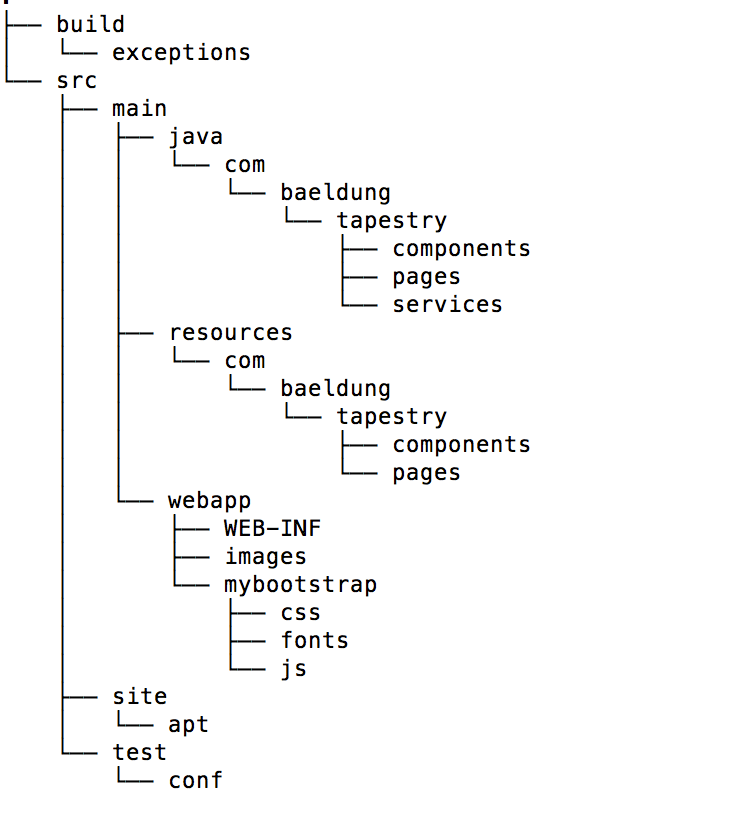 ├── build
│   └── exceptions
└── src
    ├── main
    │   ├── java
    │   │   └── com
    │   │       └── baeldung
    │   │           └── tapestry
    │   │               ├── components
    │   │               ├── pages
    │   │               └── services
    │   ├── resources
    │   │   └── com
    │   │       └── baeldung
    │   │           └── tapestry
    │   │               ├── components
    │   │               └── pages
    │   └── webapp
    │       ├── WEB-INF
    │       ├── images
    │       └── mybootstrap
    │           ├── css
    │           ├── fonts
    │           └── js
    ├── site
    │   └── apt
    └── test
        └── conf